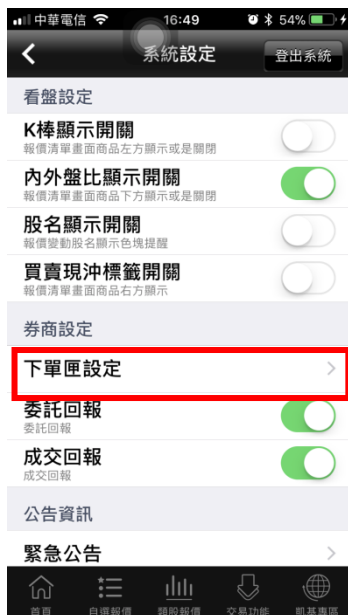 中華電信 16:49 54%
系統設定 登出系統
看盤設定
K棒顯示開關
報價清單畫面商品左方顯示或是關閉
內外盤比顯示開關
報價清單畫面商品下方顯示或是關閉
股名顯示開關
報價變動股名顯示色塊提醒
買賣現沖標籤開關
報價清單畫面商品右方顯示
券商設定
下單匣設定
委託回報
委託回報
成交回報
成交回報
公告資訊
緊急公告
首頁 自選報價 類股報價 交易功能 凱基專區